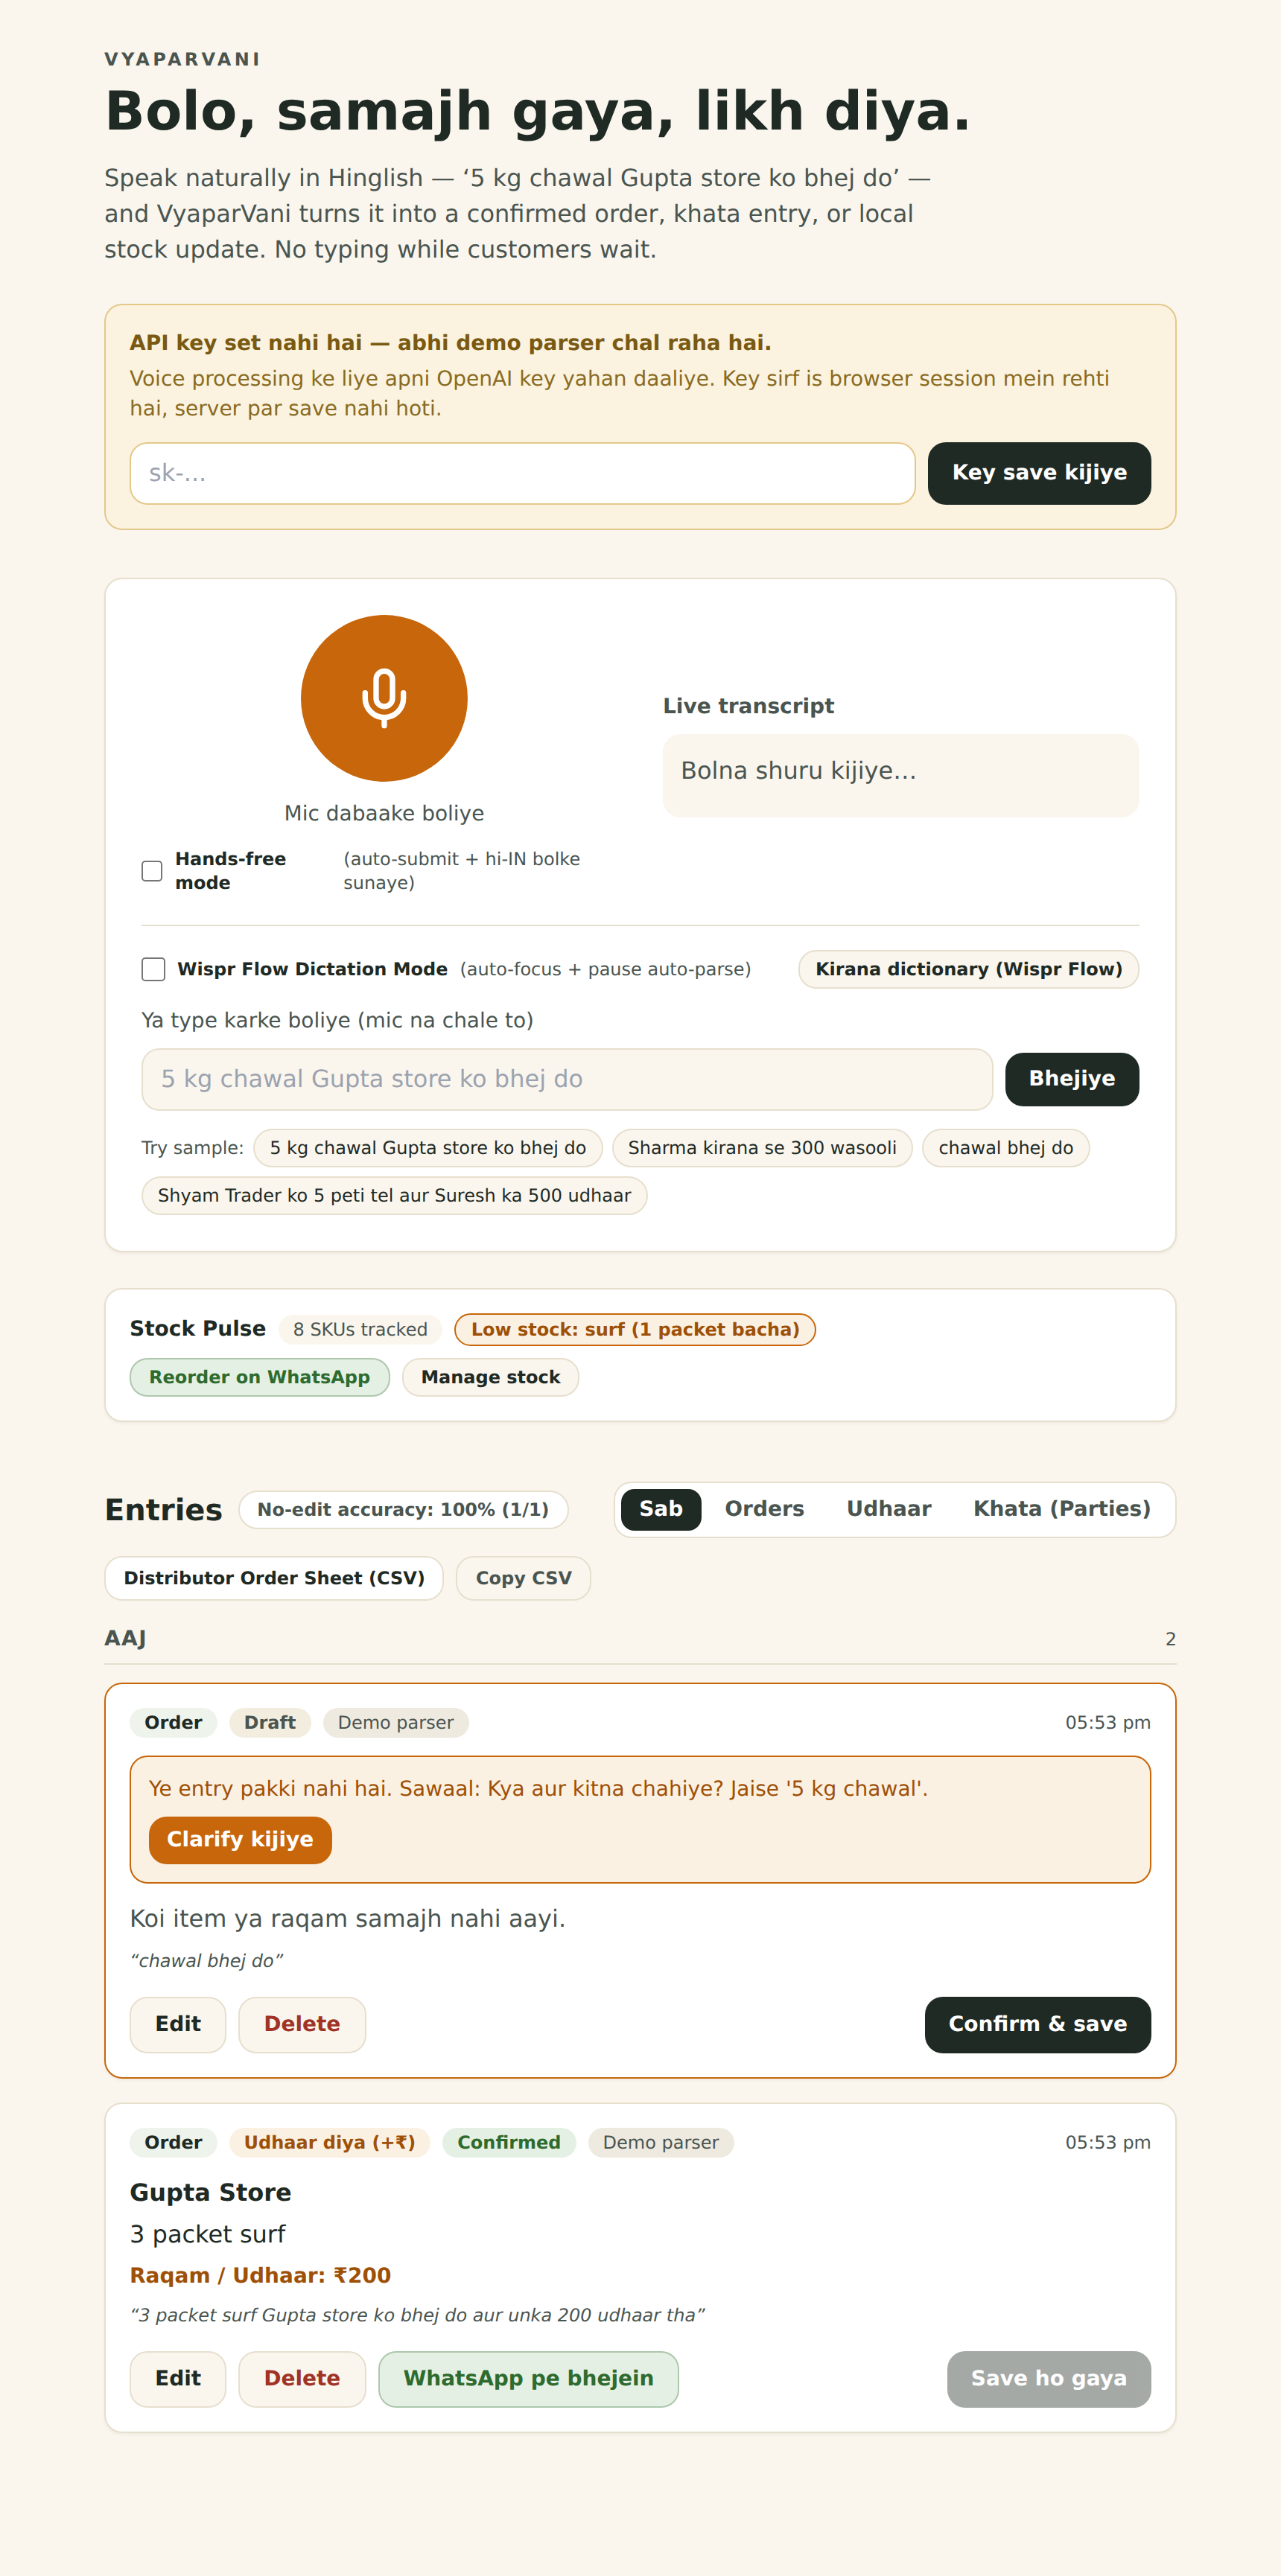 VYAPARVANI
Bolo, samajh gaya, likh diya.
Speak naturally in Hinglish — ‘5 kg chawal Gupta store ko bhej do’ —
and VyaparVani turns it into a confirmed order, khata entry, or local
stock update. No typing while customers wait.
API key set nahi hai — abhi demo parser chal raha hai.
Voice processing ke liye apni OpenAI key yahan daaliye. Key sirf is browser session mein rehti
hai, server par save nahi hoti.
sk-...
Key save kijiye
Mic dabaake boliye
Hands-free
mode
(auto-submit + hi-IN bolke
sunaye)
Live transcript
Bolna shuru kijiye...
Wispr Flow Dictation Mode (auto-focus + pause auto-parse)
Kirana dictionary (Wispr Flow)
Ya type karke boliye (mic na chale to)
5 kg chawal Gupta store ko bhej do
Bhejiye
Try sample: 5 kg chawal Gupta store ko bhej do Sharma kirana se 300 wasooli chawal bhej do
Shyam Trader ko 5 peti tel aur Suresh ka 500 udhaar
Stock Pulse 8 SKUs tracked Low stock: surf (1 packet bacha)
Reorder on WhatsApp Manage stock
Entries No-edit accuracy: 100% (1/1)
Sab Orders Udhaar Khata (Parties)
Distributor Order Sheet (CSV) Copy CSV
AAJ 2
Order Draft Demo parser 05:53 pm
Ye entry pakki nahi hai. Sawaal: Kya aur kitna chahiye? Jaise '5 kg chawal'.
Clarify kijiye
Koi item ya raqam samajh nahi aayi.
“chawal bhej do”
Edit Delete Confirm & save
Order Udhaar diya (+₹) Confirmed Demo parser 05:53 pm
Gupta Store
3 packet surf
Raqam / Udhaar: ₹200
“3 packet surf Gupta store ko bhej do aur unka 200 udhaar tha”
Edit Delete WhatsApp pe bhejein Save ho gaya